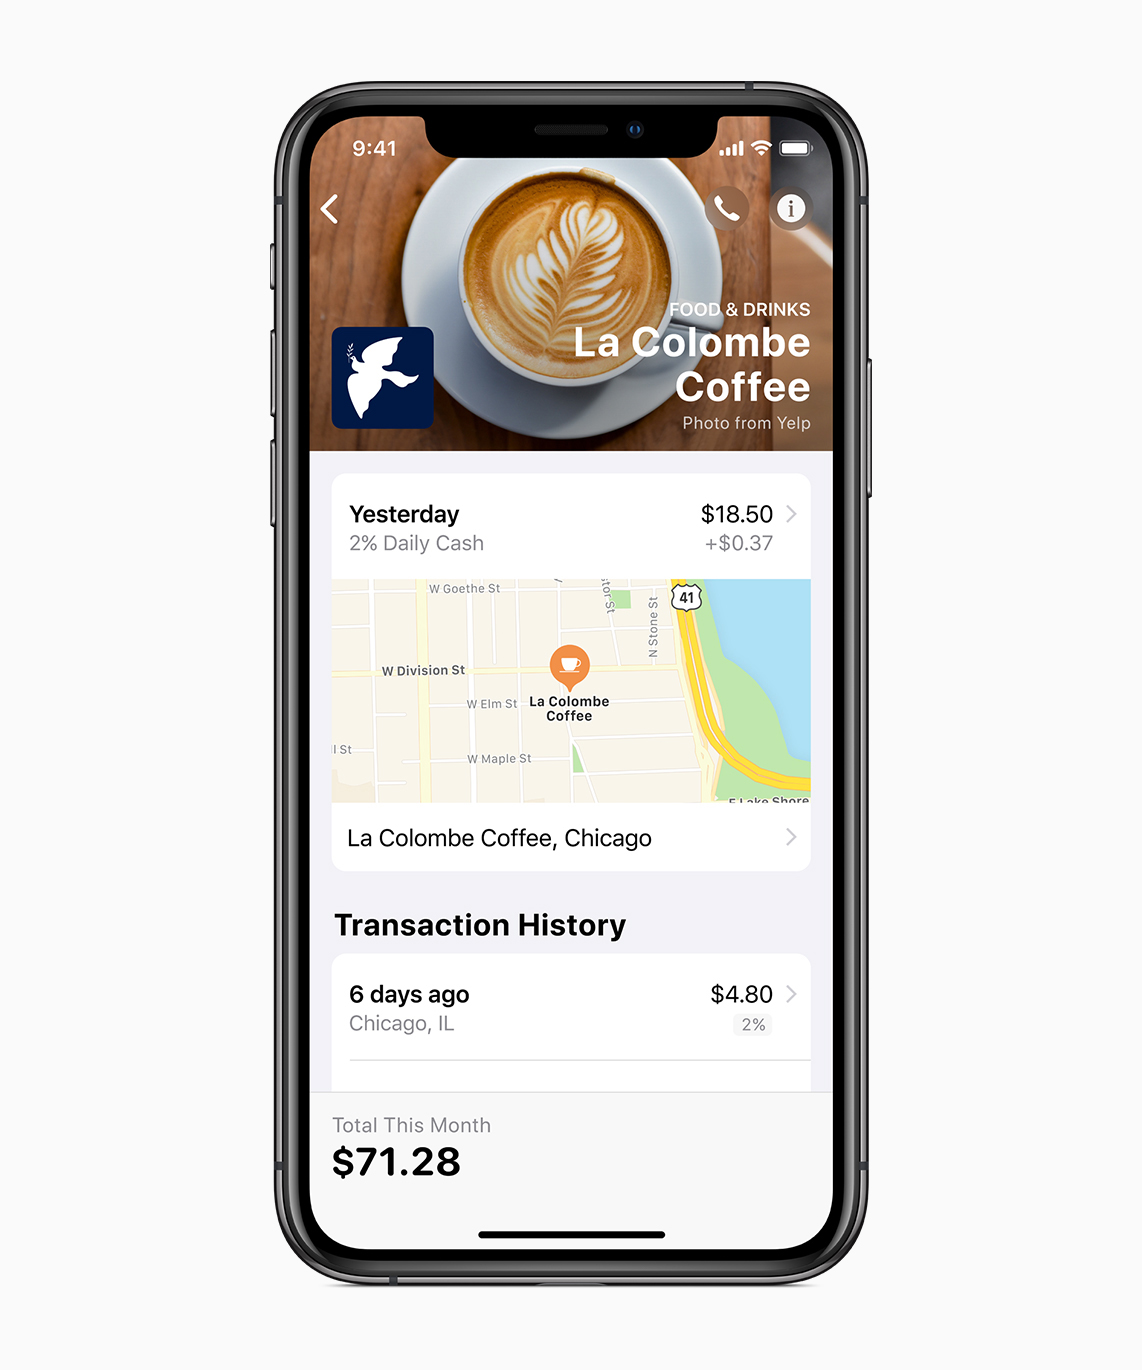 9:41
FOOD & DRINKS
La Colombe
Coffee
Photo from Yelp
Yesterday
$18.50
2% Daily Cash
+$0.37
W Goethe St
tor St
41
N Stone St
W Division St
W Elm St
La Colombe
Coffee
l St
W Maple St
E Lake Shore
La Colombe Coffee, Chicago
Transaction History
6 days ago
$4.80
Chicago, IL
2%
Total This Month
$71.28